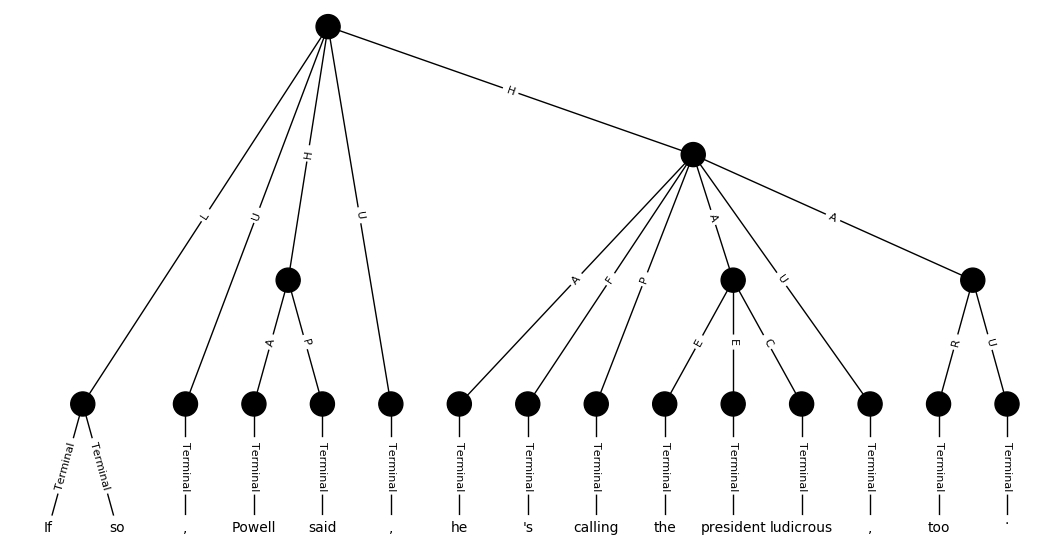 H
L
U
H
U
A
A
A
F
P
U
A
P
E
E
C
R
U
Terminal Terminal Terminal Terminal Terminal Terminal Terminal Terminal Terminal Terminal Terminal Terminal Terminal Terminal Terminal
If so , Powell said , he 's calling the president ludicrous , too .